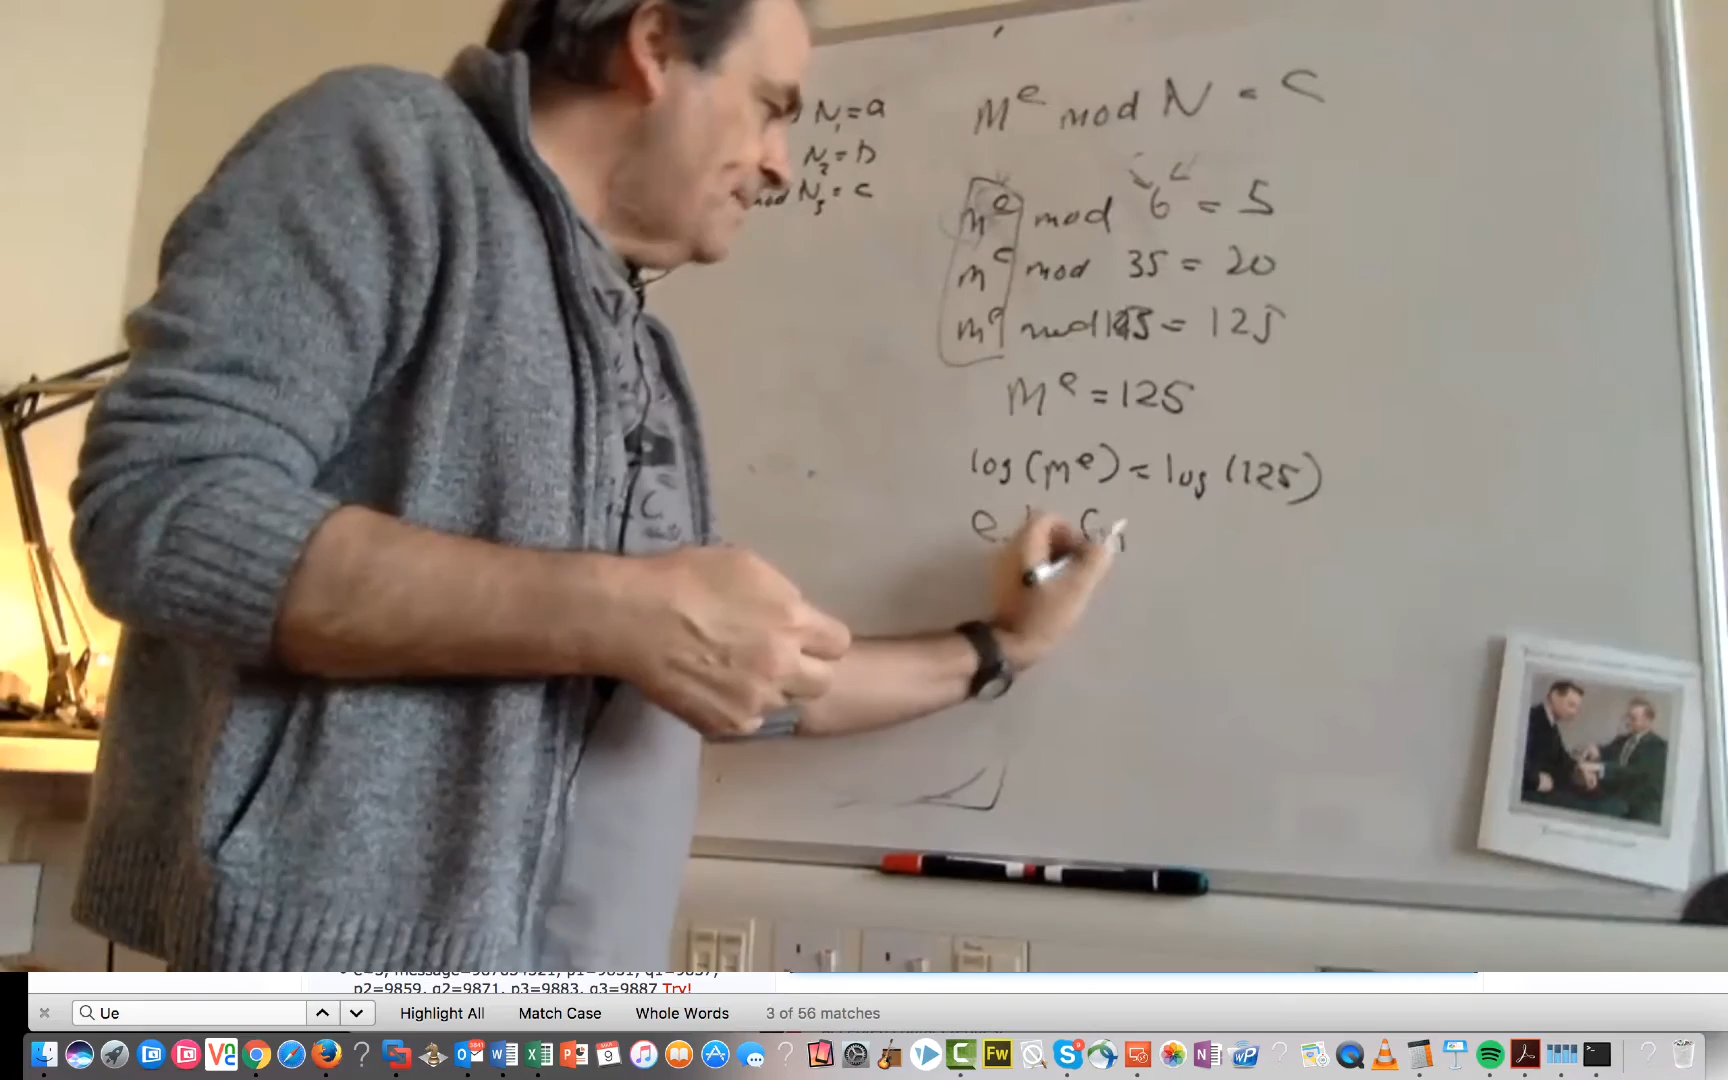 N₁ = a
N₂ = b
mod N₃ = c
Mᵉ mod N = C
mᵉ mod 6 = 5
mᵉ mod 35 = 20
mᵉ mod = 125
Mᵉ = 125
log(mᵉ) = log(125)
e.
p2=9859, q2=9871, p3=9883, q3=9887 Try!
Ue
Highlight All
Match Case
Whole Words
3 of 56 matches